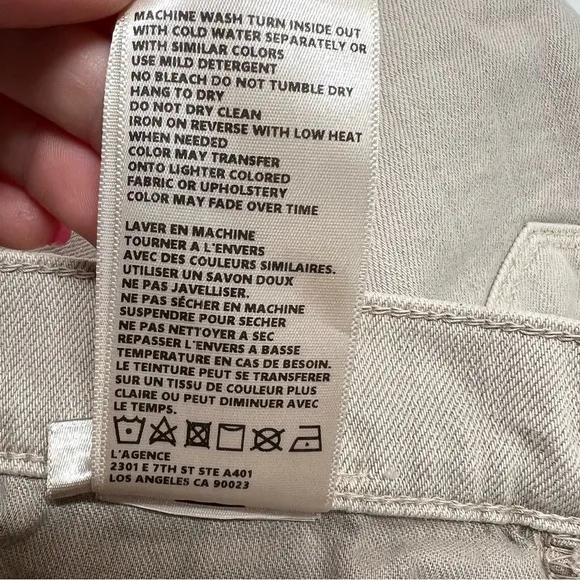 MACHINE WASH TURN INSIDE OUT
WITH COLD WATER SEPARATELY OR
WITH SIMILAR COLORS
USE MILD DETERGENT
NO BLEACH DO NOT TUMBLE DRY
HANG TO DRY
DO NOT DRY CLEAN
IRON ON REVERSE WITH LOW HEAT
WHEN NEEDED
COLOR MAY TRANSFER
ONTO LIGHTER COLORED
FABRIC OR UPHOLSTERY
COLOR MAY FADE OVER TIME
LAVER EN MACHINE
TOURNER A L'ENVERS
AVEC DES COULEURS SIMILAIRES.
UTILISER UN SAVON DOUX
NE PAS JAVELLISER.
NE PAS SÉCHER EN MACHINE
SUSPENDRE POUR SECHER
NE PAS NETTOYER A SEC
REPASSER L'ENVERS A BASSE
TEMPERATURE EN CAS DE BESOIN.
LE TEINTURE PEUT SE TRANSFERER
SUR UN TISSU DE COULEUR PLUS
CLAIRE OU PEUT DIMINUER AVEC
LE TEMPS.
L'AGENCE
2301 E 7TH ST STE A401
LOS ANGELES CA 90023